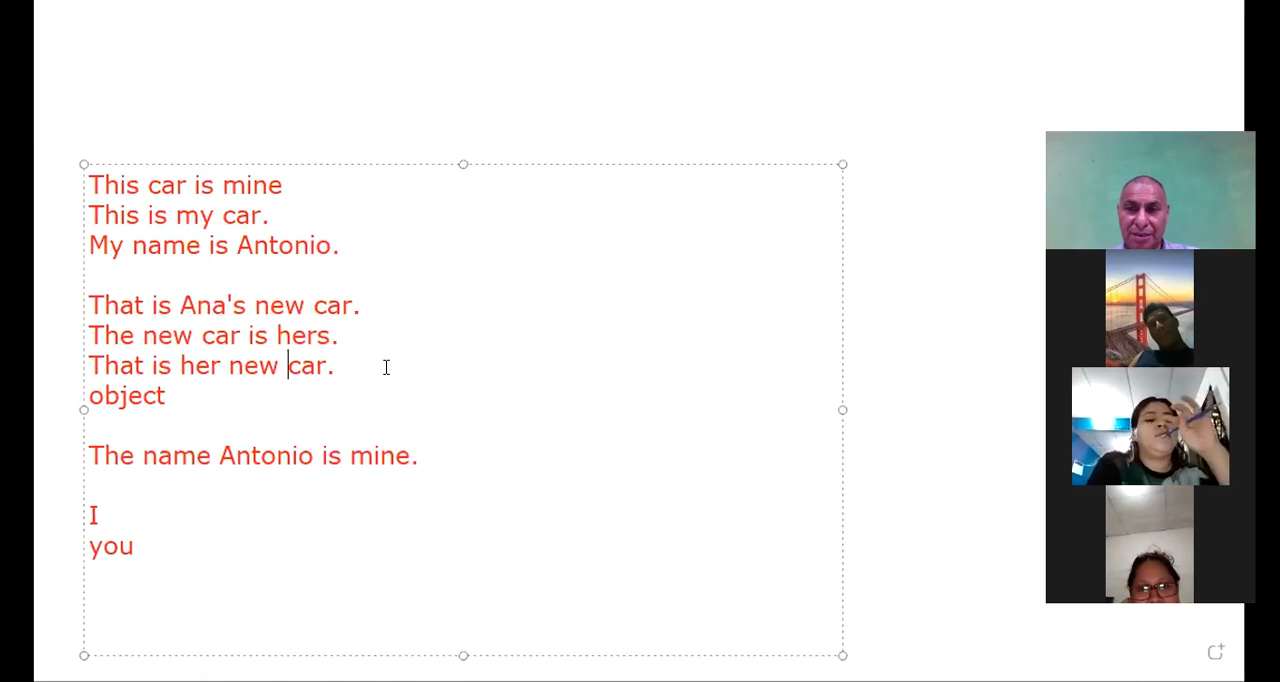 This car is mine
This is my car.
My name is Antonio.
That is Ana's new car.
The new car is hers.
That is her new car.
object
The name Antonio is mine.
I
you